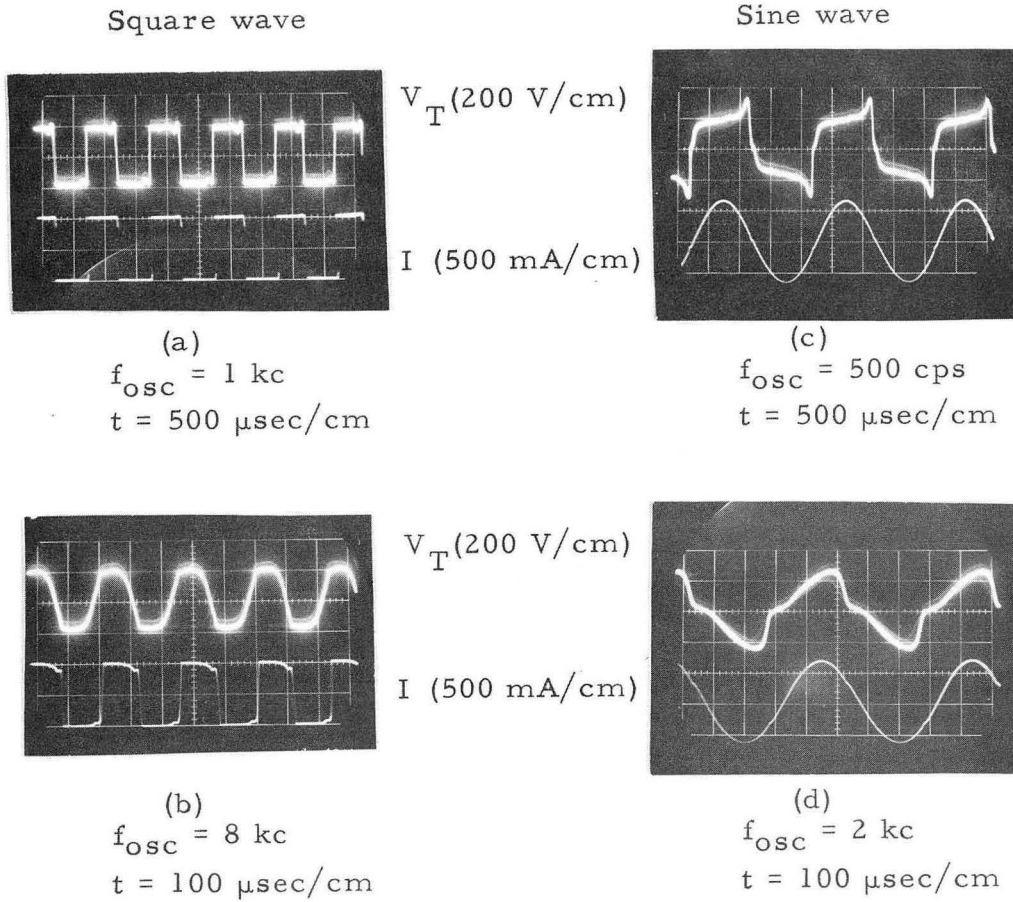 Square wave
Sine wave
V_T (200 V/cm)
I (500 mA/cm)
(a)
f_osc = 1 kc
t = 500 μsec/cm
(c)
f_osc = 500 cps
t = 500 μsec/cm
V_T (200 V/cm)
I (500 mA/cm)
(b)
f_osc = 8 kc
t = 100 μsec/cm
(d)
f_osc = 2 kc
t = 100 μsec/cm